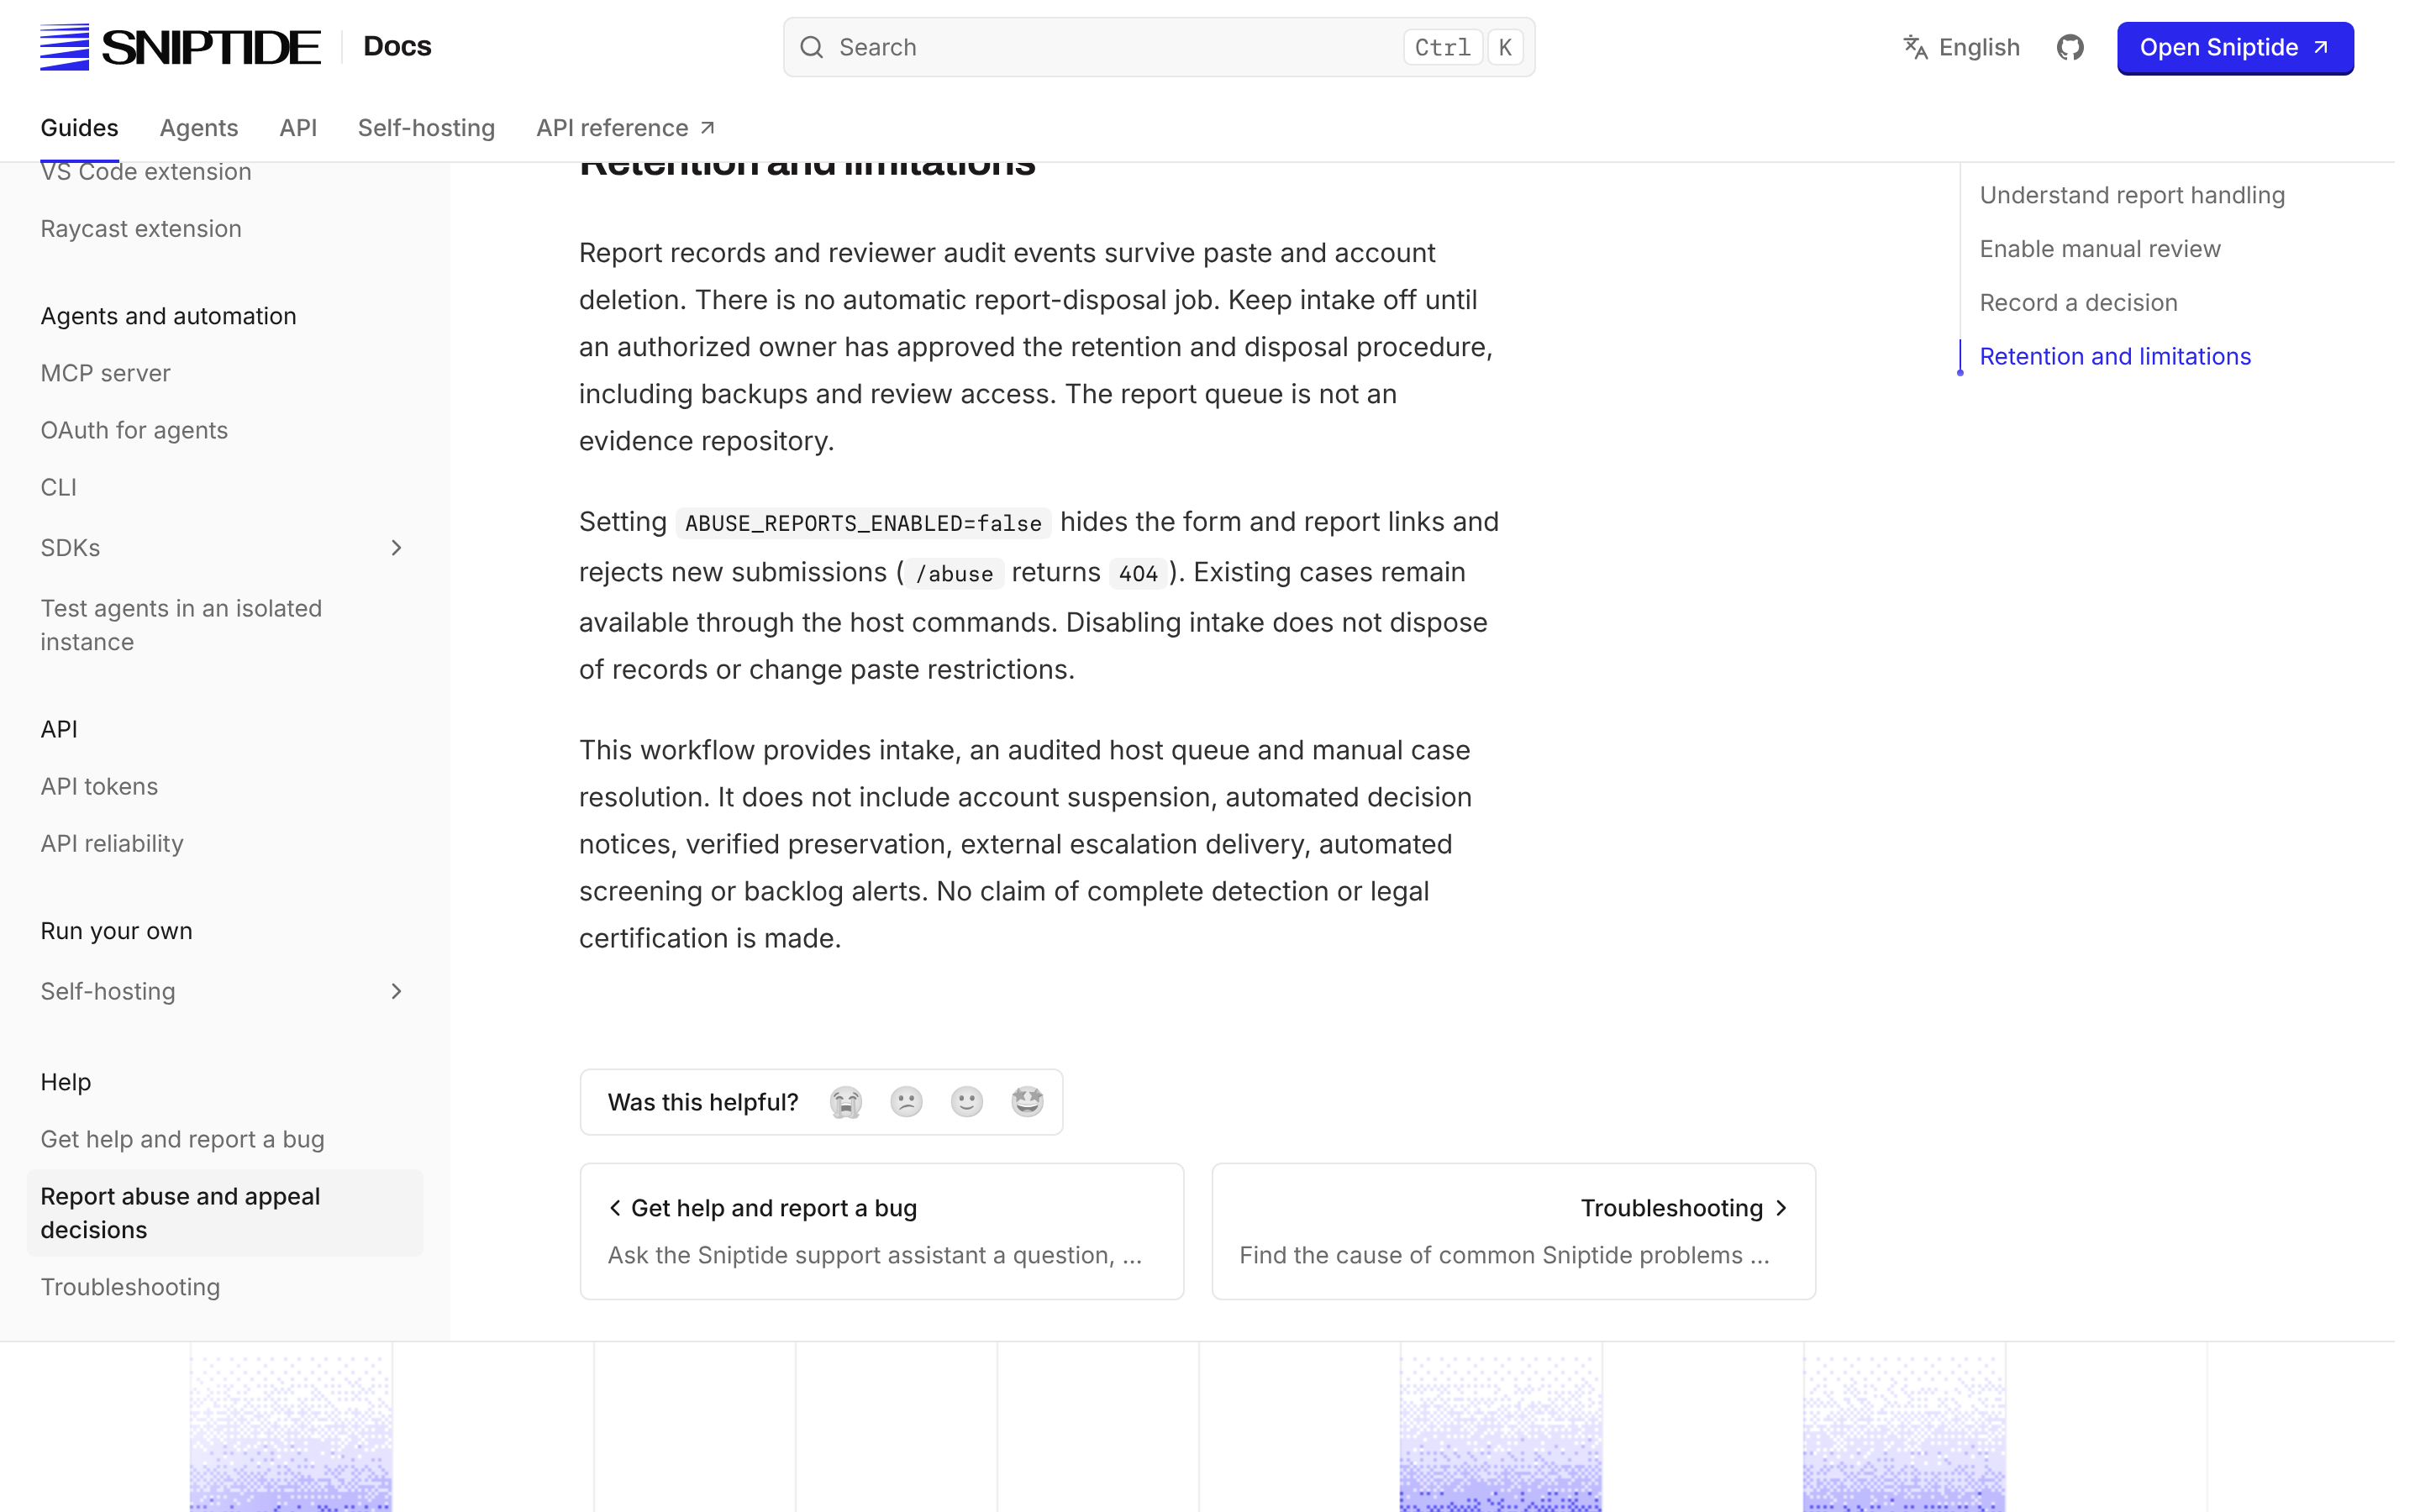 SNIPTIDE
Docs
Search
Ctrl K
English
Open Sniptide
Guides
Agents
API
Self-hosting
API reference
VS Code extension
Raycast extension
Agents and automation
MCP server
OAuth for agents
CLI
SDKs
Test agents in an isolated
instance
API
API tokens
API reliability
Run your own
Self-hosting
Help
Get help and report a bug
Report abuse and appeal
decisions
Troubleshooting
Retention and limitations
Report records and reviewer audit events survive paste and account
deletion. There is no automatic report-disposal job. Keep intake off until
an authorized owner has approved the retention and disposal procedure,
including backups and review access. The report queue is not an
evidence repository.
Setting ABUSE_REPORTS_ENABLED=false hides the form and report links and
rejects new submissions ( /abuse returns 404 ). Existing cases remain
available through the host commands. Disabling intake does not dispose
of records or change paste restrictions.
This workflow provides intake, an audited host queue and manual case
resolution. It does not include account suspension, automated decision
notices, verified preservation, external escalation delivery, automated
screening or backlog alerts. No claim of complete detection or legal
certification is made.
Was this helpful?
Get help and report a bug
Ask the Sniptide support assistant a question, ...
Troubleshooting
Find the cause of common Sniptide problems ...
Understand report handling
Enable manual review
Record a decision
Retention and limitations